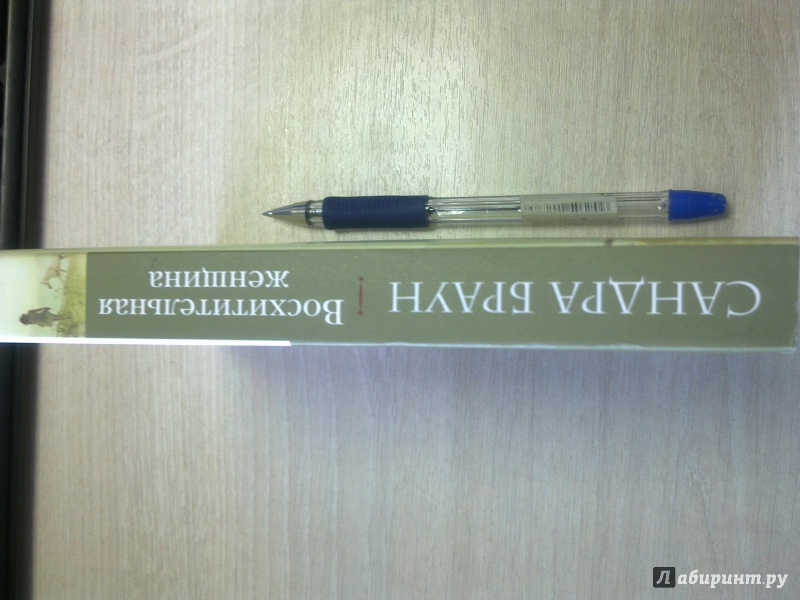 САНДРА БРАУН
!
Восхитительная
женщина
Лабиринт.ру